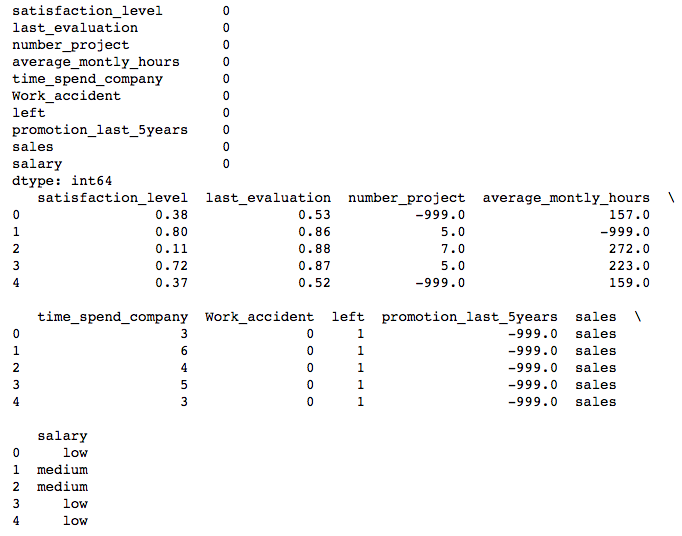 satisfaction_level       0
last_evaluation          0
number_project           0
average_montly_hours     0
time_spend_company       0
Work_accident            0
left                     0
promotion_last_5years    0
sales                    0
salary                   0
dtype: int64
   satisfaction_level  last_evaluation  number_project  average_montly_hours  \
0                0.38             0.53          -999.0                 157.0
1                0.80             0.86             5.0                -999.0
2                0.11             0.88             7.0                 272.0
3                0.72             0.87             5.0                 223.0
4                0.37             0.52          -999.0                 159.0
   time_spend_company  Work_accident  left  promotion_last_5years  sales  \
0                   3              0     1                 -999.0  sales
1                   6              0     1                 -999.0  sales
2                   4              0     1                 -999.0  sales
3                   5              0     1                 -999.0  sales
4                   3              0     1                 -999.0  sales
   salary
0     low
1  medium
2  medium
3     low
4     low